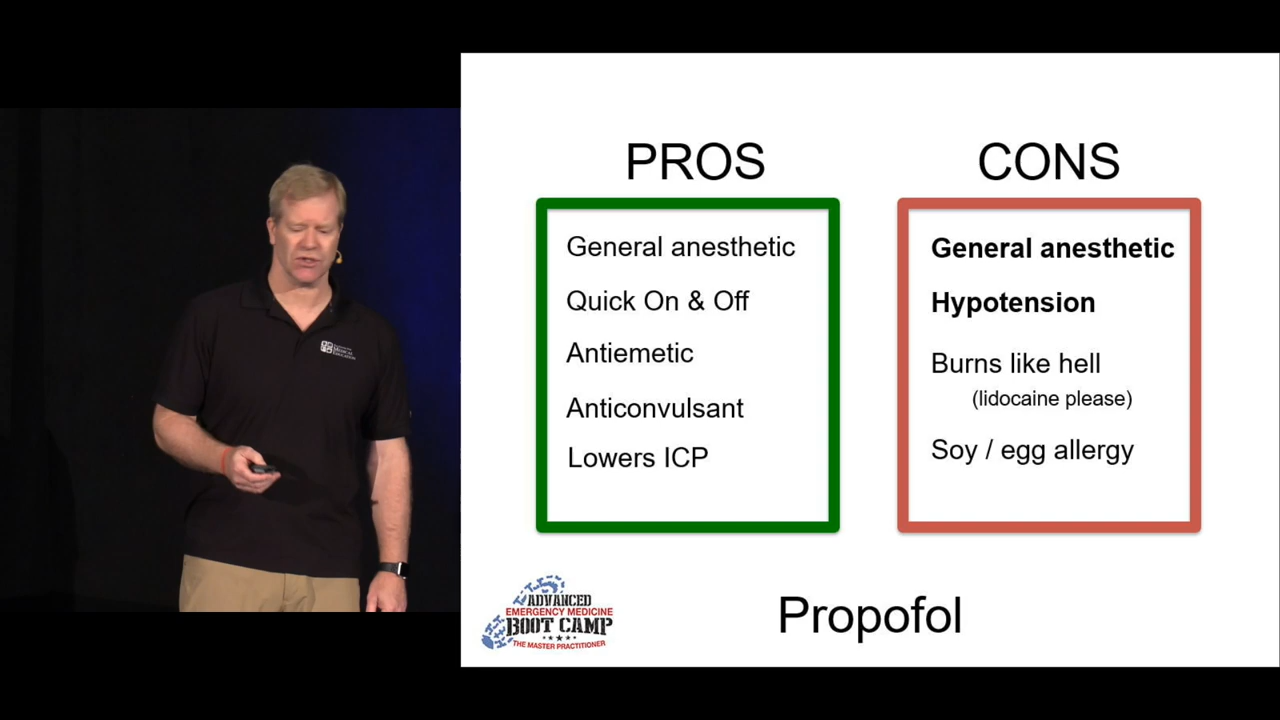 PROS
General anesthetic
Quick On & Off
Antiemetic
Anticonvulsant
Lowers ICP
CONS
General anesthetic
Hypotension
Burns like hell
(lidocaine please)
Soy / egg allergy
ADVANCED
EMERGENCY MEDICINE
BOOT CAMP
THE MASTER PRACTITIONER
Propofol